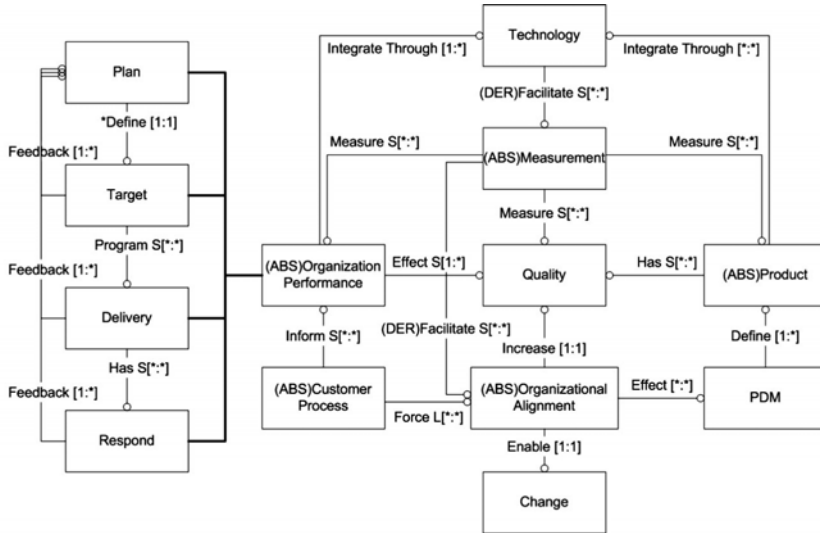 Technology
Integrate Through [1:*]
Integrate Through [*:*]
Plan
(DER)Facilitate S[*:*]
*Define [1:1]
Measure S[*:*]
Measure S[*:*]
Feedback [1:*]
(ABS)Measurement
Target
Measure S[*:*]
Program S[*:*]
(ABS)Organization
Performance
Effect S[1:*]
Quality
Has S[*:*]
(ABS)Product
Feedback [1:*]
Delivery
Inform S[*:*]
(DER)Facilitate S[*:*]
Increase [1:1]
Define [1:*]
Has S[*:*]
(ABS)Customer
Process
Force L[*:*]
(ABS)Organizational
Alignment
Effect [*:*]
PDM
Feedback [1:*]
Respond
Enable [1:1]
Change